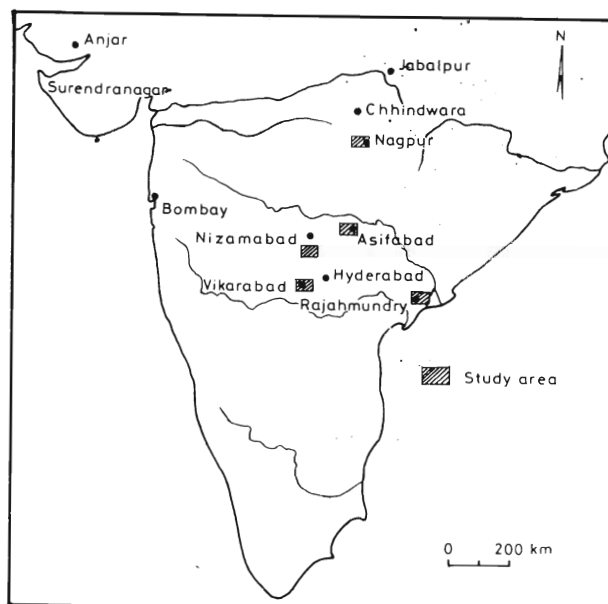 Anjar
N
Jabalpur
Surendranagar
Chhindwara
Nagpur
Bombay
Nizamabad
Asifabad
Vikarabad
Hyderabad
Rajahmundry
Study area
0 200 km